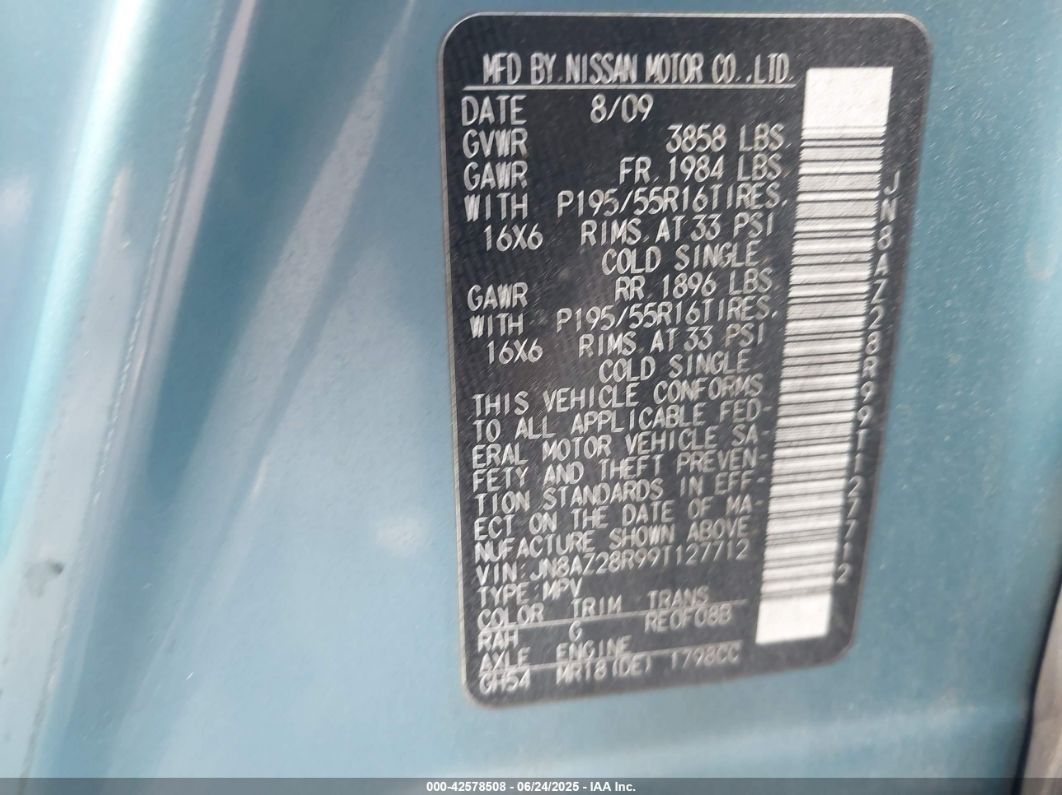 MFD BY NISSAN MOTOR CO.,LTD.
DATE 8/09
GVWR 3858 LBS.
GAWR FR. 1984 LBS.
WITH P195/55R16TIRES.
16X6 RIMS. AT 33 PSI
COLD SINGLE
GAWR RR 1896 LBS
WITH P195/55R16TIRES.
16X6 RIMS. AT 33 PSI
COLD SINGLE
THIS VEHICLE CONFORMS
TO ALL APPLICABLE FED-
ERAL MOTOR VEHICLE SA-
FETY AND THEFT PREVEN-
TION STANDARDS IN EFF-
ECT ON THE DATE OF MA-
NUFACTURE SHOWN ABOVE
VIN:JN8AZ28R99T127712
TYPE:MPV
COLOR TRIM TRANS
RAH G RE0F08B
AXLE ENGINE
GH54 MR18(DE) 1798CC
JN8AZ28R99T127712
000-42578508 - 06/24/2025 - IAA Inc.